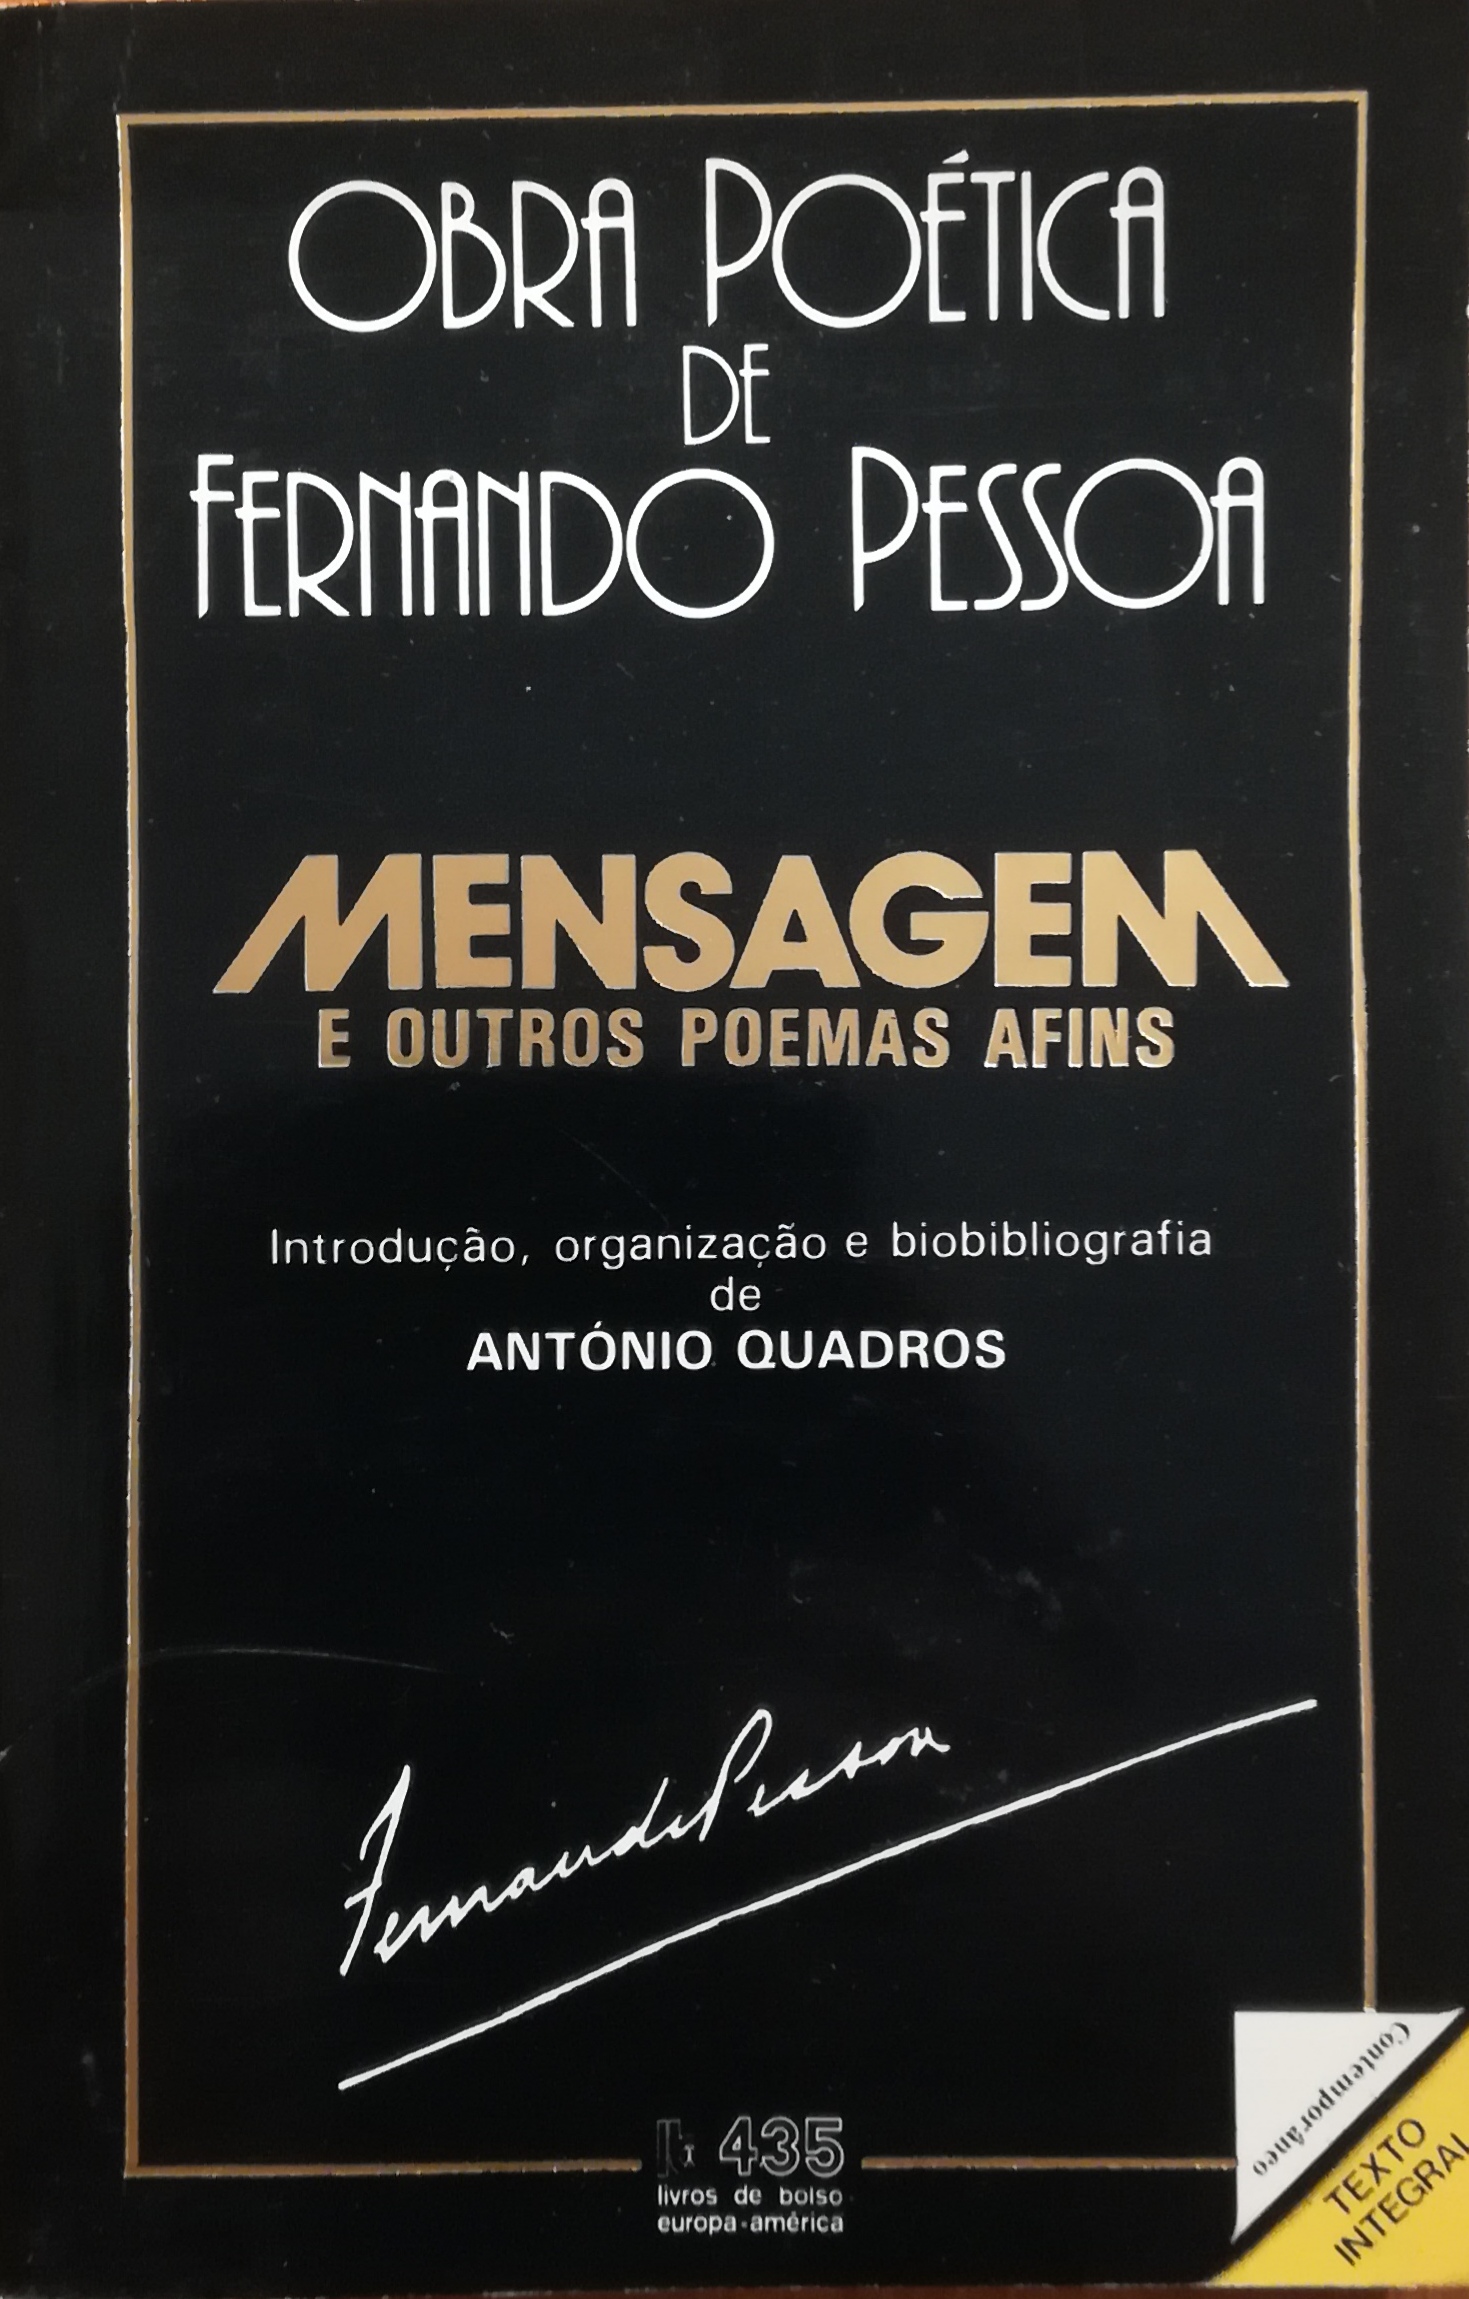 OBRA POÉTICA
DE
FERNANDO PESSOA
MENSAGEM
E OUTROS POEMAS AFINS
Introdução, organização e biobibliografia
de
ANTÓNIO QUADROS
Fernando Pessoa
435
livros de bolso
europa-américa
Contemporâneo
TEXTO
INTEGRAL